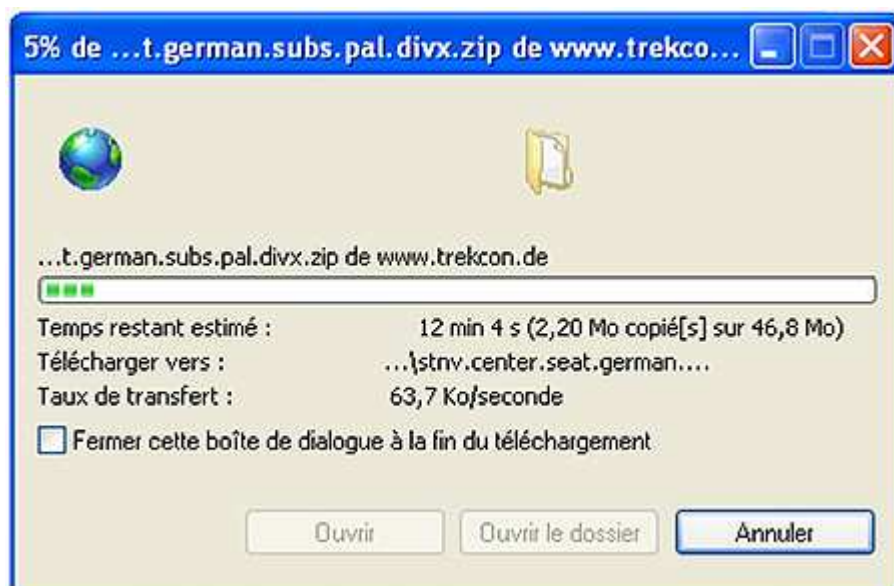 5% de ...t.german.subs.pal.divx.zip de www.trekco...
...t.german.subs.pal.divx.zip de www.trekcon.de
Temps restant estimé : 12 min 4 s (2,20 Mo copié[s] sur 46,8 Mo)
Télécharger vers : ...\stnv.center.seat.german....
Taux de transfert : 63,7 Ko/seconde
Fermer cette boîte de dialogue à la fin du téléchargement
Ouvrir Ouvrir le dossier Annuler